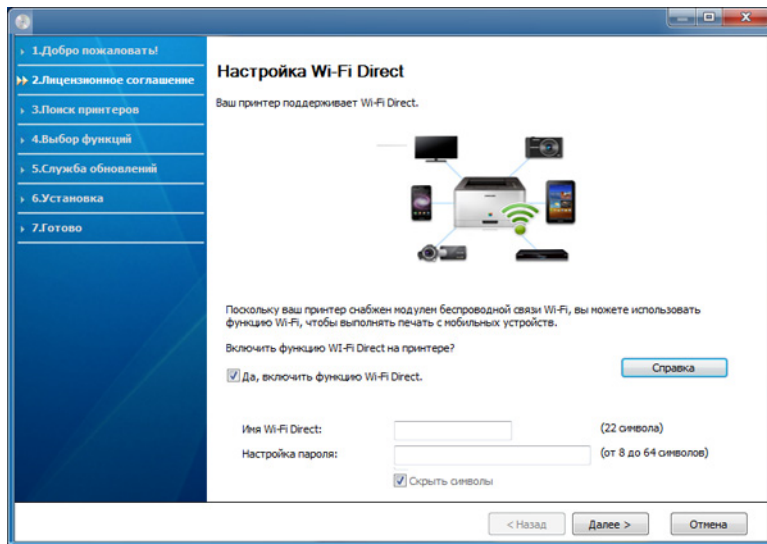 1.Добро пожаловать!
2.Лицензионное соглашение
3.Поиск принтеров
4.Выбор функций
5.Служба обновлений
6.Установка
7.Готово
Настройка Wi-Fi Direct
Ваш принтер поддерживает Wi-Fi Direct.
Поскольку ваш принтер снабжен модулем беспроводной связи Wi-Fi, вы можете использовать
функцию Wi-Fi, чтобы выполнять печать с мобильных устройств.
Включить функцию WI-Fi Direct на принтере?
Да, включить функцию Wi-Fi Direct.
Справка
Имя Wi-Fi Direct:
(22 символа)
Настройка пароля:
(от 8 до 64 символов)
Скрыть символы
< Назад
Далее >
Отмена